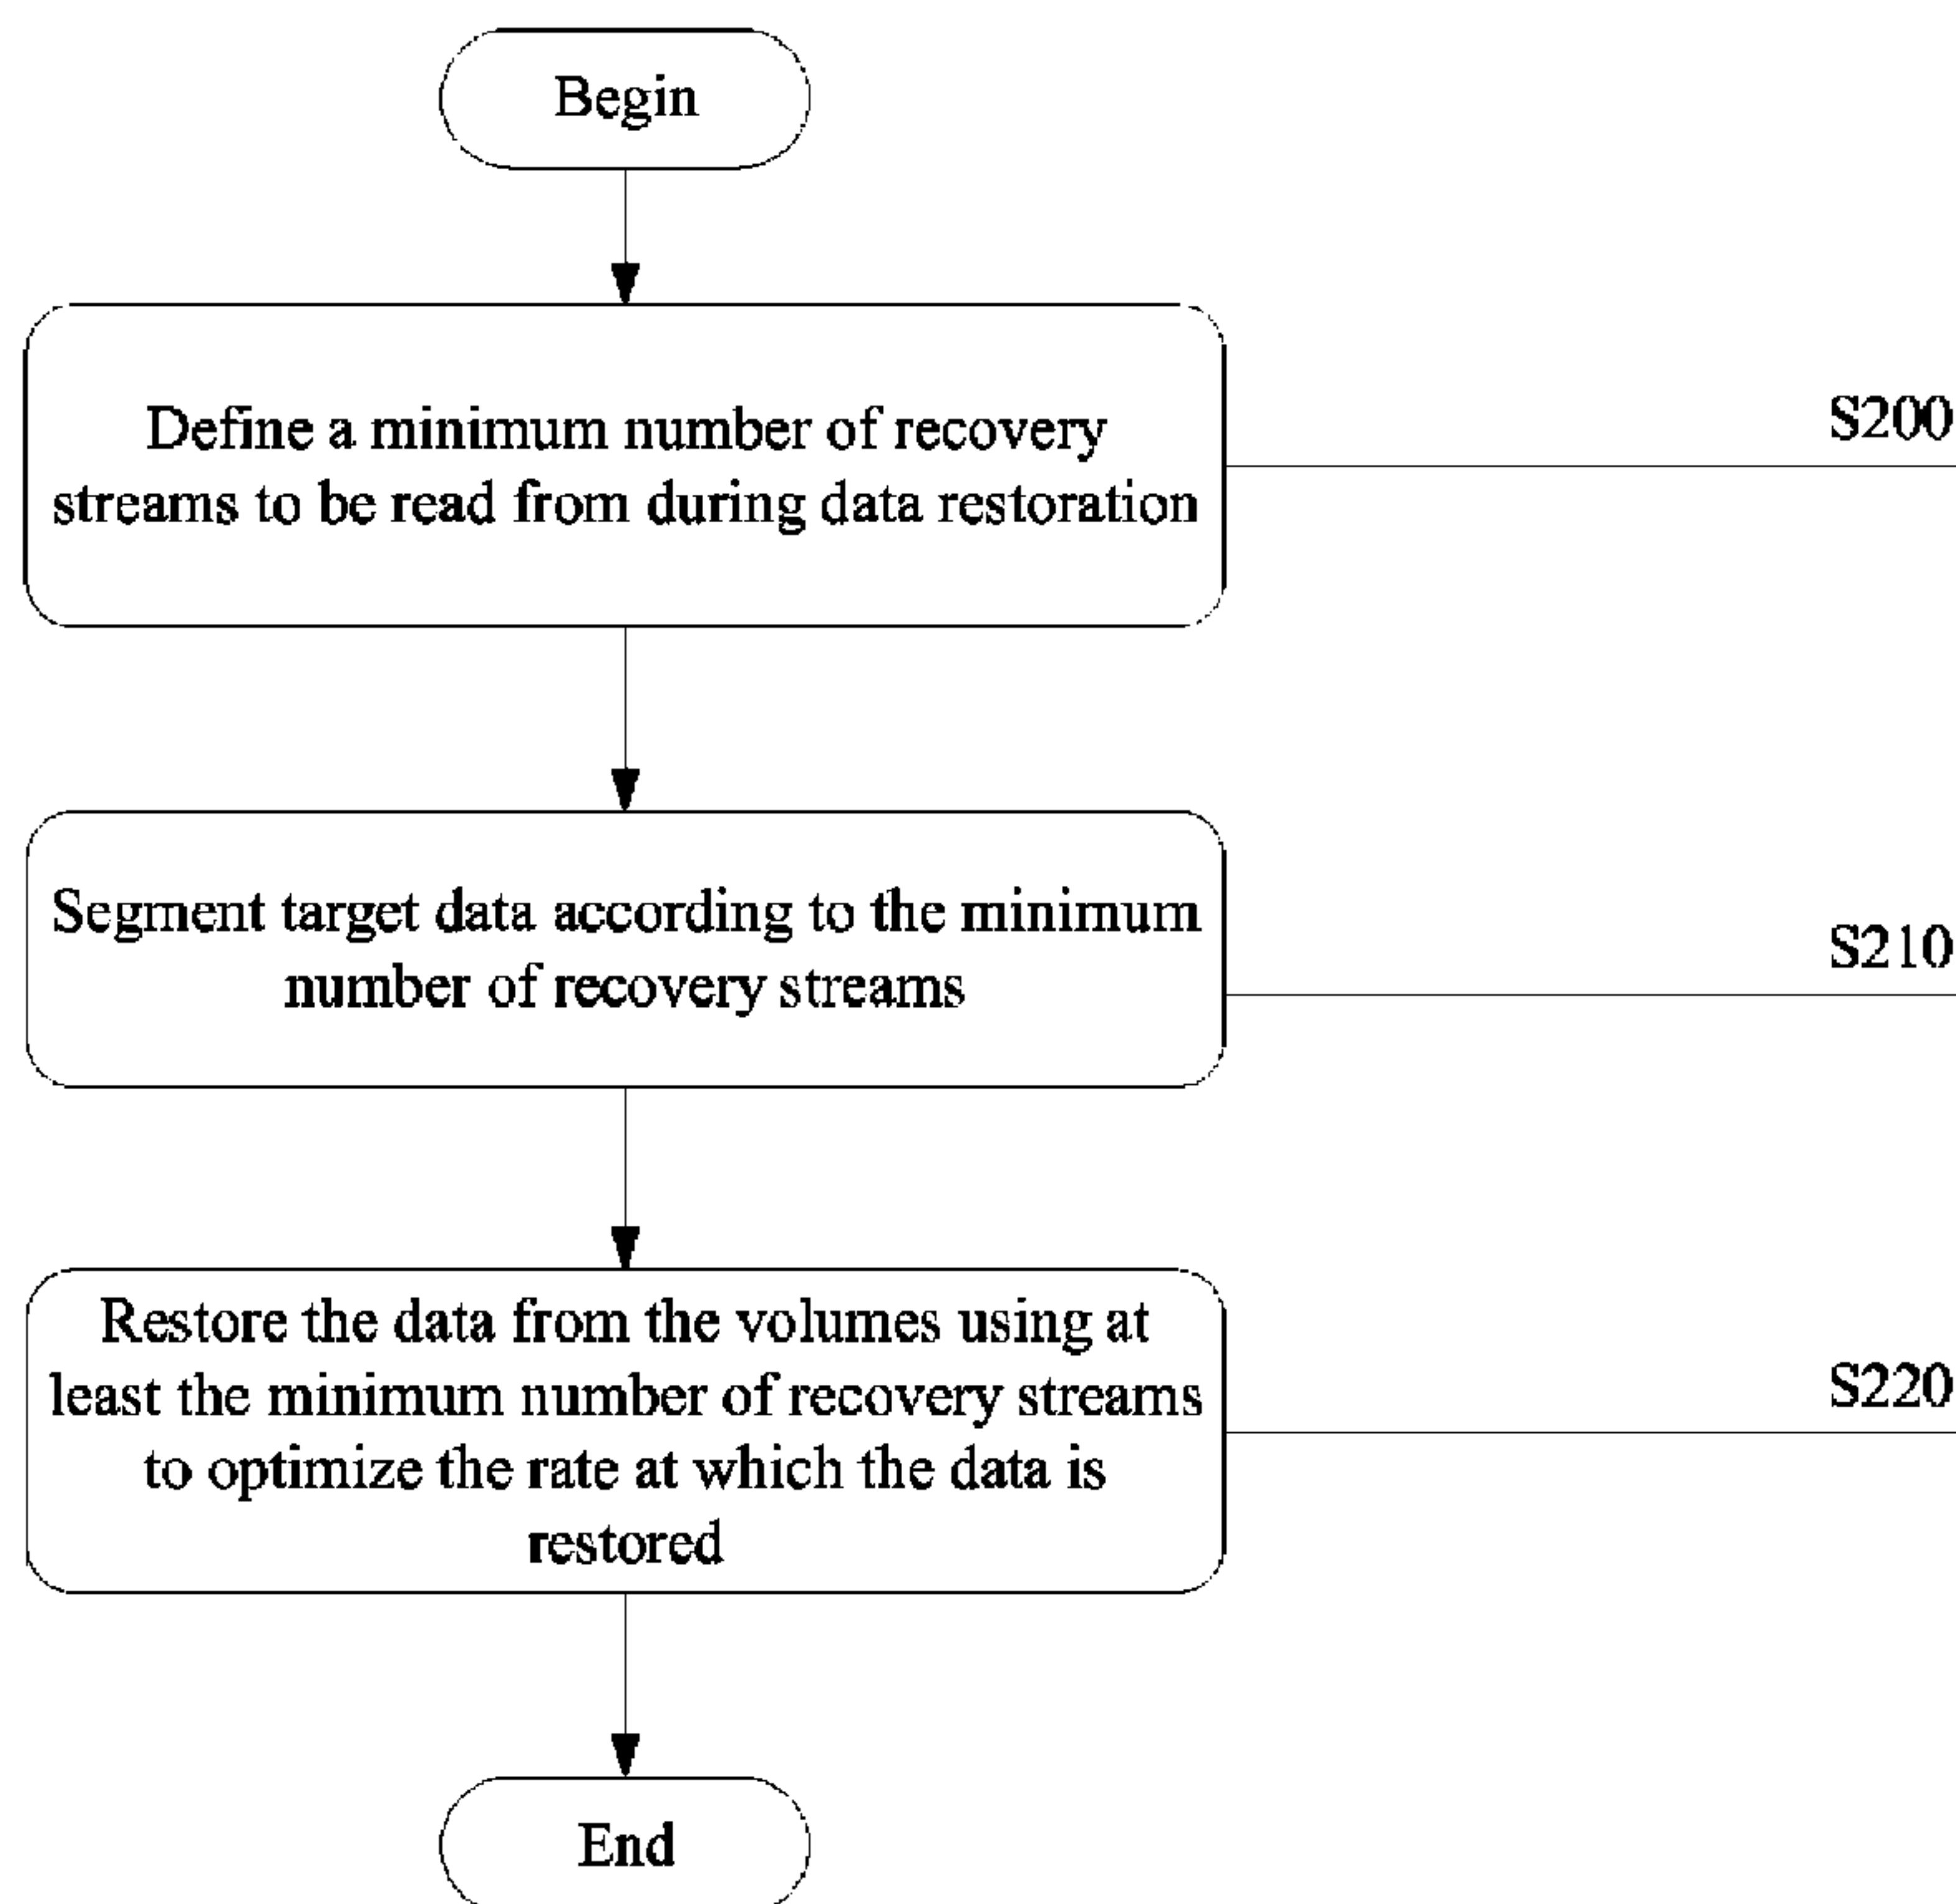 Begin
Define a minimum number of recovery
streams to be read from during data restoration
S200
Segment target data according to the minimum
number of recovery streams
S210
Restore the data from the volumes using at
least the minimum number of recovery streams
to optimize the rate at which the data is
restored
S220
End